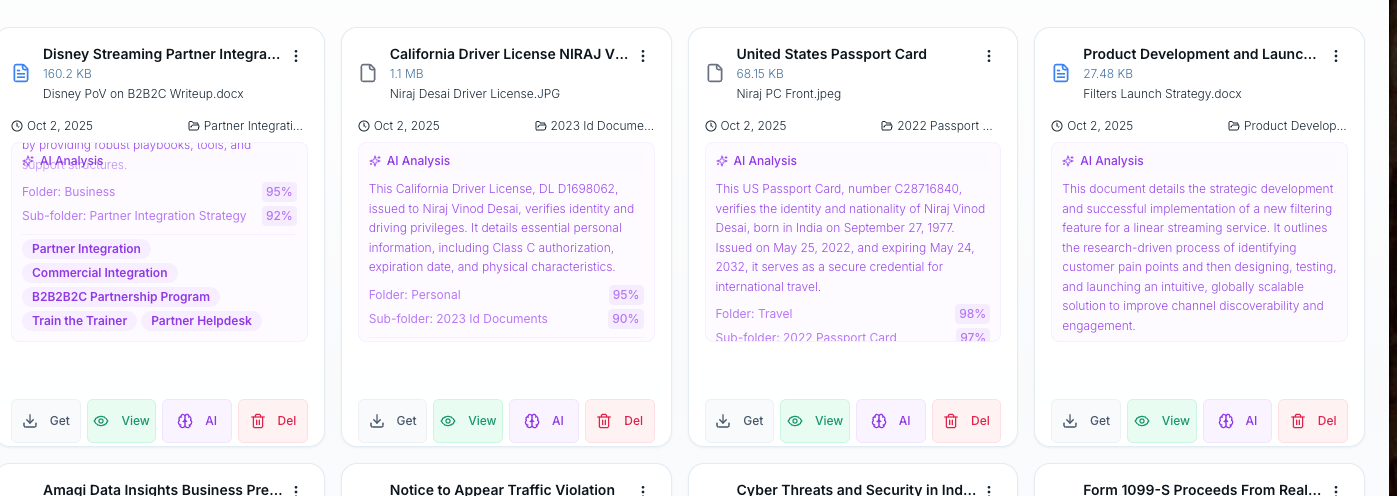 Disney Streaming Partner Integra...
160.2 KB
Disney PoV on B2B2C Writeup.docx
Oct 2, 2025
Partner Integrati...
by providing robust playbooks, tools, and
support structures.
AI Analysis
Folder: Business
95%
Sub-folder: Partner Integration Strategy
92%
Partner Integration
Commercial Integration
B2B2B2C Partnership Program
Train the Trainer
Partner Helpdesk
Get
View
AI
Del
California Driver License NIRAJ V...
1.1 MB
Niraj Desai Driver License.JPG
Oct 2, 2025
2023 Id Docume...
AI Analysis
This California Driver License, DL D1698062,
issued to Niraj Vinod Desai, verifies identity and
driving privileges. It details essential personal
information, including Class C authorization,
expiration date, and physical characteristics.
Folder: Personal
95%
Sub-folder: 2023 Id Documents
90%
Get
View
AI
Del
United States Passport Card
68.15 KB
Niraj PC Front.jpeg
Oct 2, 2025
2022 Passport ...
AI Analysis
This US Passport Card, number C28716840,
verifies the identity and nationality of Niraj Vinod
Desai, born in India on September 27, 1977.
Issued on May 25, 2022, and expiring May 24,
2032, it serves as a secure credential for
international travel.
Folder: Travel
98%
Sub-folder: 2022 Passport Card
97%
Get
View
AI
Del
Product Development and Launc...
27.48 KB
Filters Launch Strategy.docx
Oct 2, 2025
Product Develop...
AI Analysis
This document details the strategic development
and successful implementation of a new filtering
feature for a linear streaming service. It outlines
the research-driven process of identifying
customer pain points and then designing, testing,
and launching an intuitive, globally scalable
solution to improve channel discoverability and
engagement.
Get
View
AI
Del
Amagi Data Insights Business Pre...
Notice to Appear Traffic Violation
Cyber Threats and Security in Ind...
Form 1099-S Proceeds From Real...